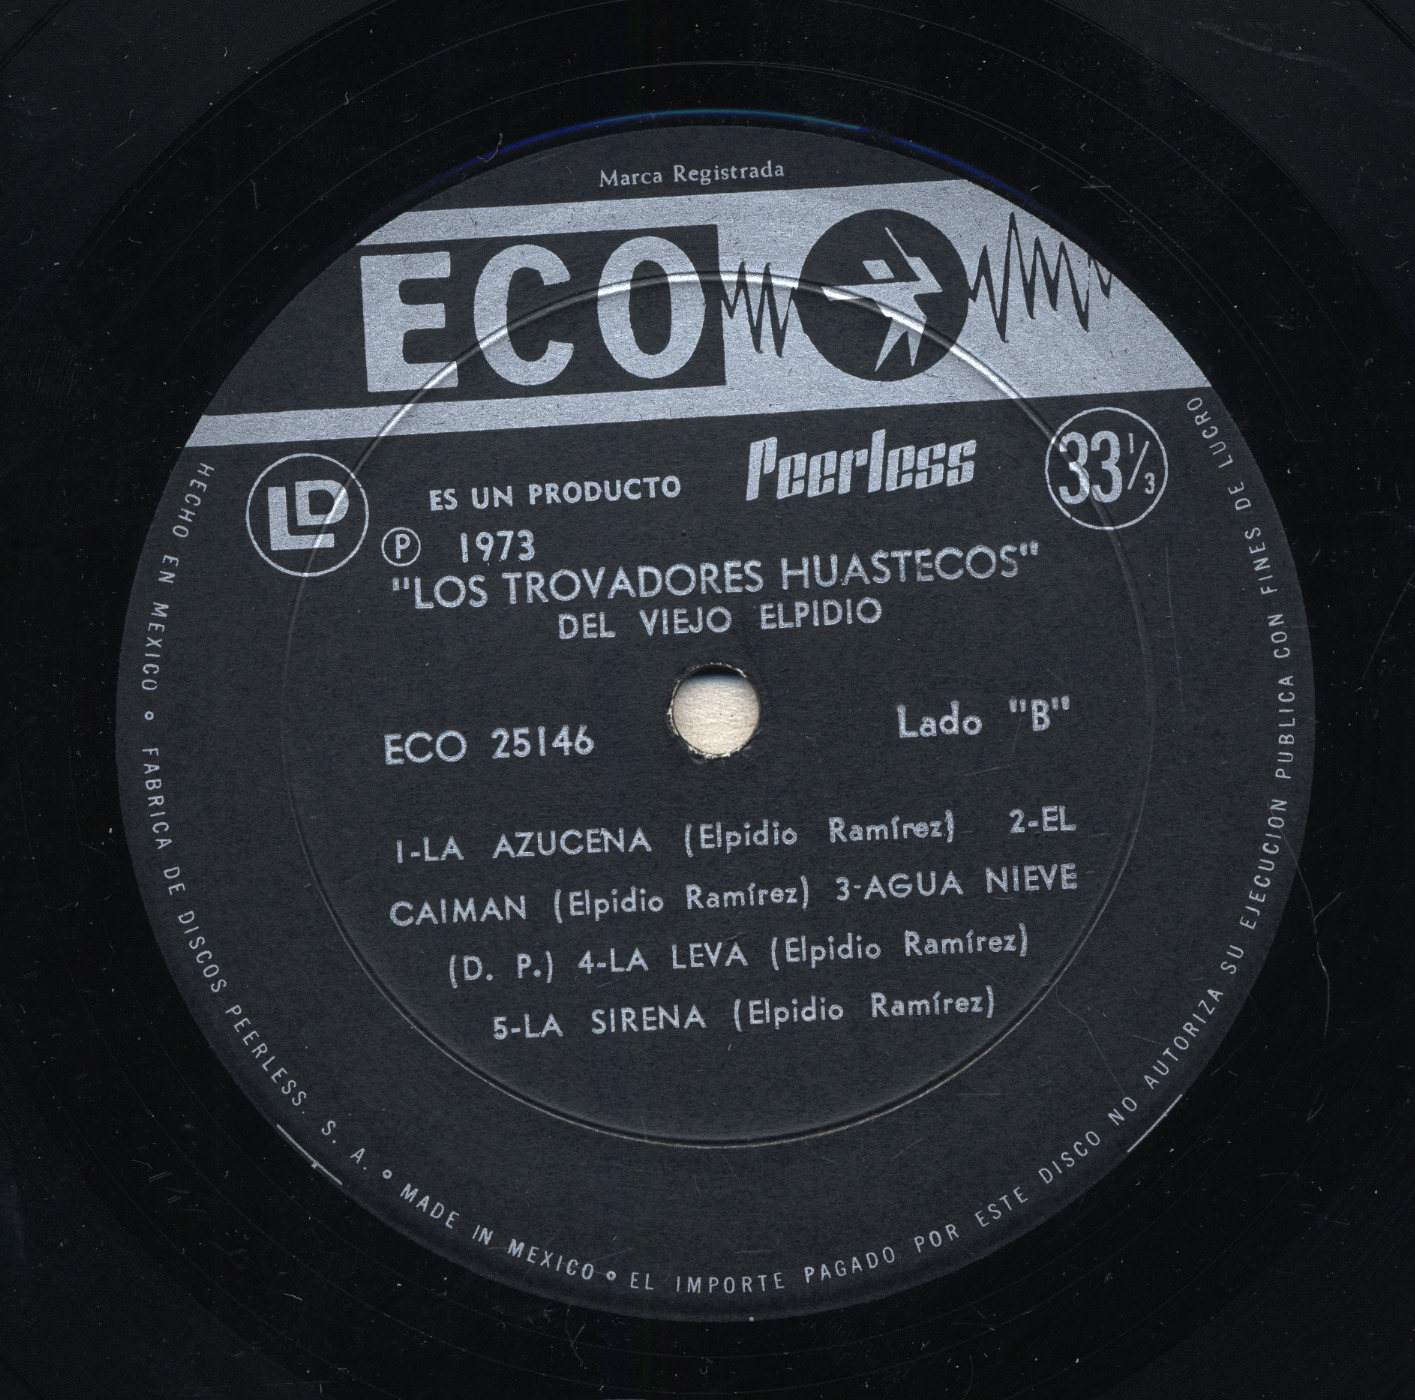 Marca Registrada
ECO
LD
ES UN PRODUCTO Peerless
33 1/3
Ⓟ 1973
"LOS TROVADORES HUASTECOS"
DEL VIEJO ELPIDIO
ECO 25146
Lado "B"
1-LA AZUCENA (Elpidio Ramírez) 2-EL
CAIMAN (Elpidio Ramírez) 3-AGUA NIEVE
(D. P.) 4-LA LEVA (Elpidio Ramírez)
5-LA SIRENA (Elpidio Ramírez)
HECHO EN MEXICO ° FABRICA DE DISCOS PEERLESS. S. A. ° MADE IN MEXICO ° EL IMPORTE PAGADO POR ESTE DISCO NO AUTORIZA SU EJECUCION PUBLICA CON FINES DE LUCRO